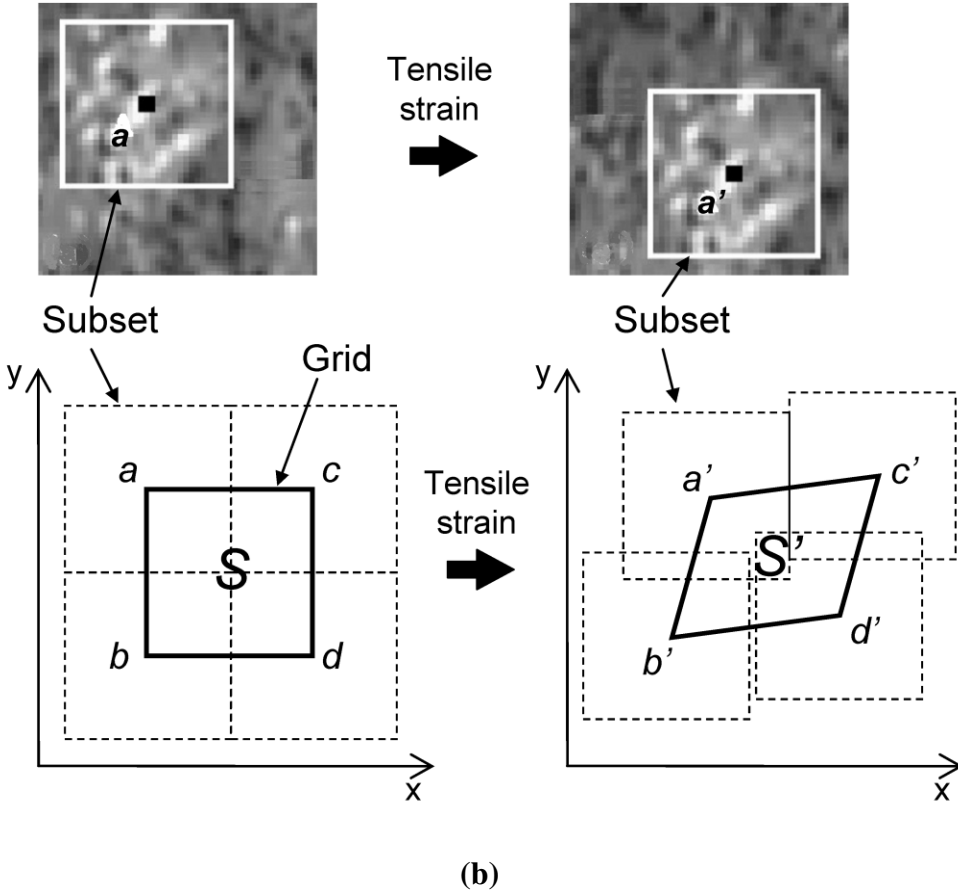 Tensile
strain
a
a’
Subset
Subset
Grid
y
y
a
c
S
b
d
x
Tensile
strain
a’
c’
S’
b’
d’
x
(b)